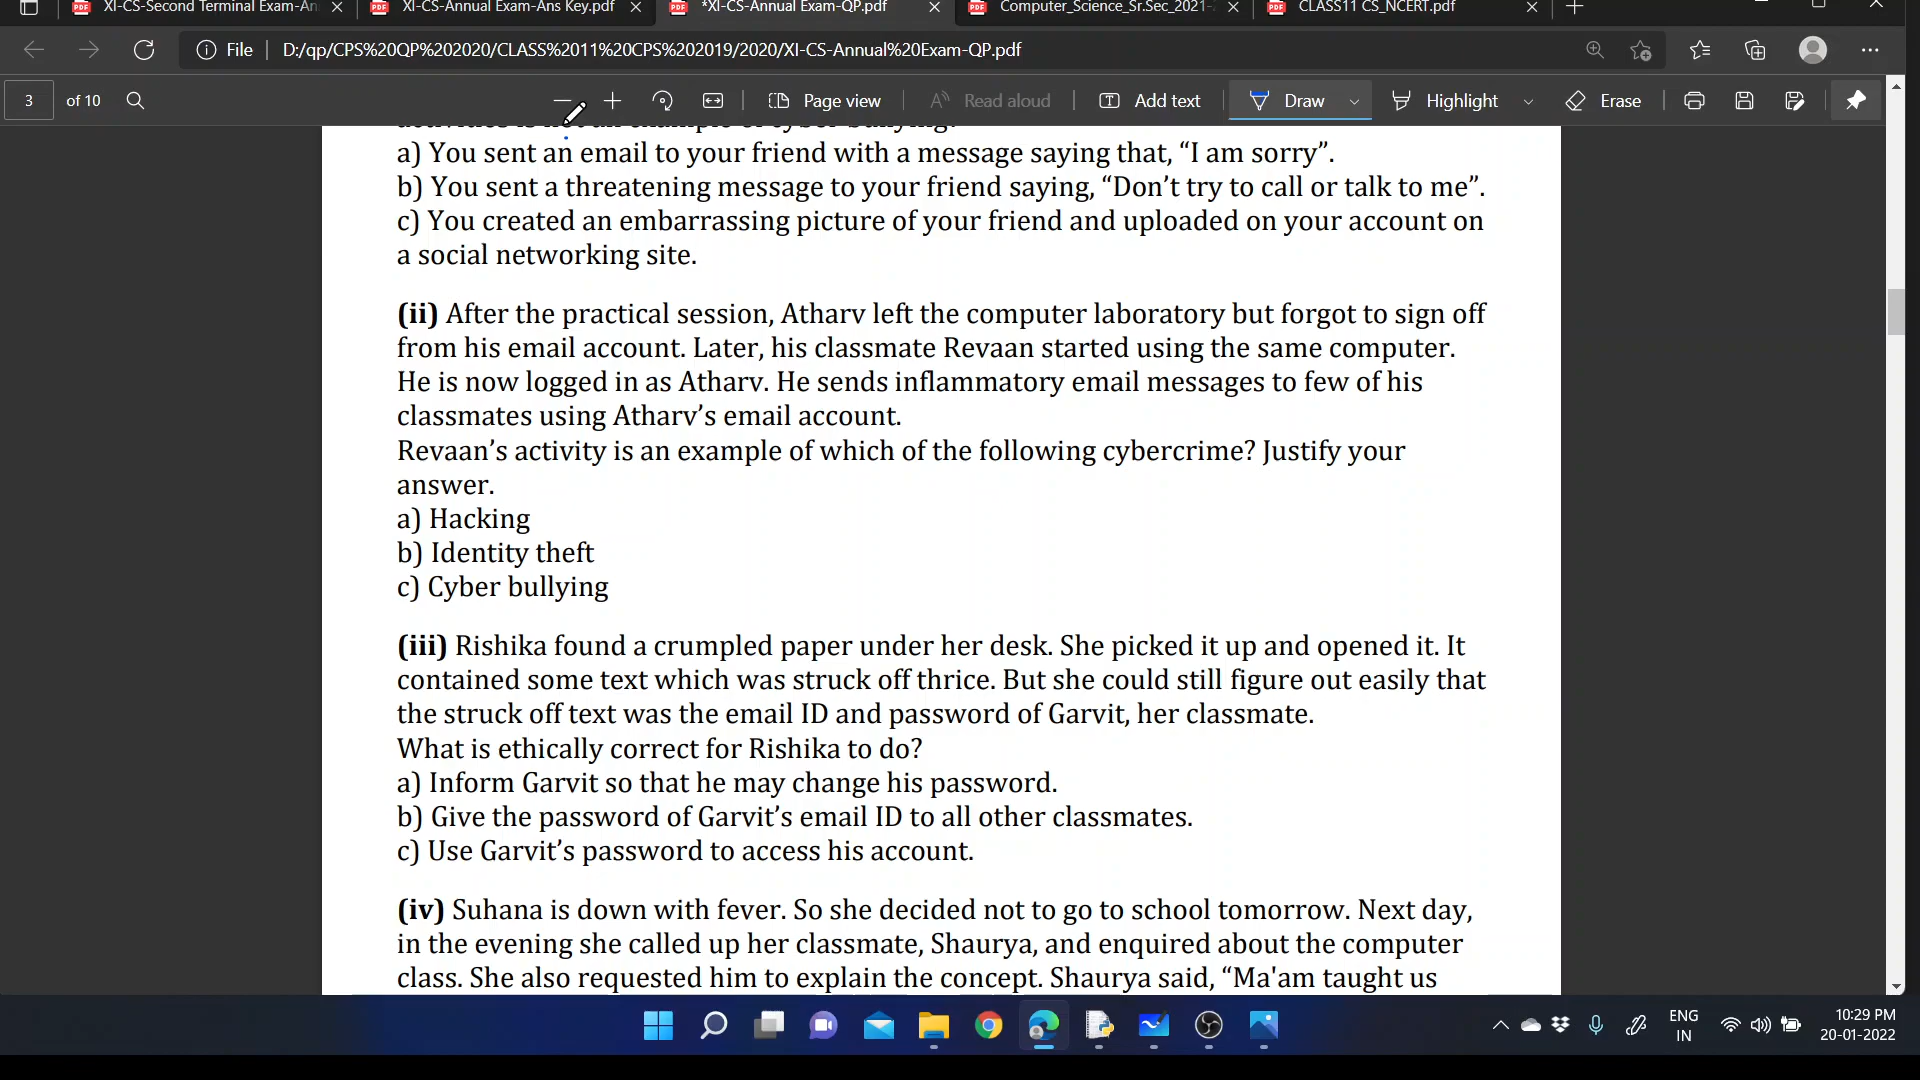 XI-CS-Second Terminal Exam-An
XI-CS-Annual Exam-Ans Key.pdf
*XI-CS-Annual Exam-QP.pdf
Computer_Science_Sr.Sec_2021-
CLASS11 CS_NCERT.pdf
File
D:/qp/CPS%20QP%202020/CLASS%2011%20CPS%202019/2020/XI-CS-Annual%20Exam-QP.pdf
3 of 10
Page view
Read aloud
Add text
Draw
Highlight
Erase
a) You sent an email to your friend with a message saying that, “I am sorry”.
b) You sent a threatening message to your friend saying, “Don’t try to call or talk to me”.
c) You created an embarrassing picture of your friend and uploaded on your account on
a social networking site.
(ii) After the practical session, Atharv left the computer laboratory but forgot to sign off
from his email account. Later, his classmate Revaan started using the same computer.
He is now logged in as Atharv. He sends inflammatory email messages to few of his
classmates using Atharv’s email account.
Revaan’s activity is an example of which of the following cybercrime? Justify your
answer.
a) Hacking
b) Identity theft
c) Cyber bullying
(iii) Rishika found a crumpled paper under her desk. She picked it up and opened it. It
contained some text which was struck off thrice. But she could still figure out easily that
the struck off text was the email ID and password of Garvit, her classmate.
What is ethically correct for Rishika to do?
a) Inform Garvit so that he may change his password.
b) Give the password of Garvit’s email ID to all other classmates.
c) Use Garvit’s password to access his account.
(iv) Suhana is down with fever. So she decided not to go to school tomorrow. Next day,
in the evening she called up her classmate, Shaurya, and enquired about the computer
class. She also requested him to explain the concept. Shaurya said, “Ma'am taught us
ENG
IN
10:29 PM
20-01-2022